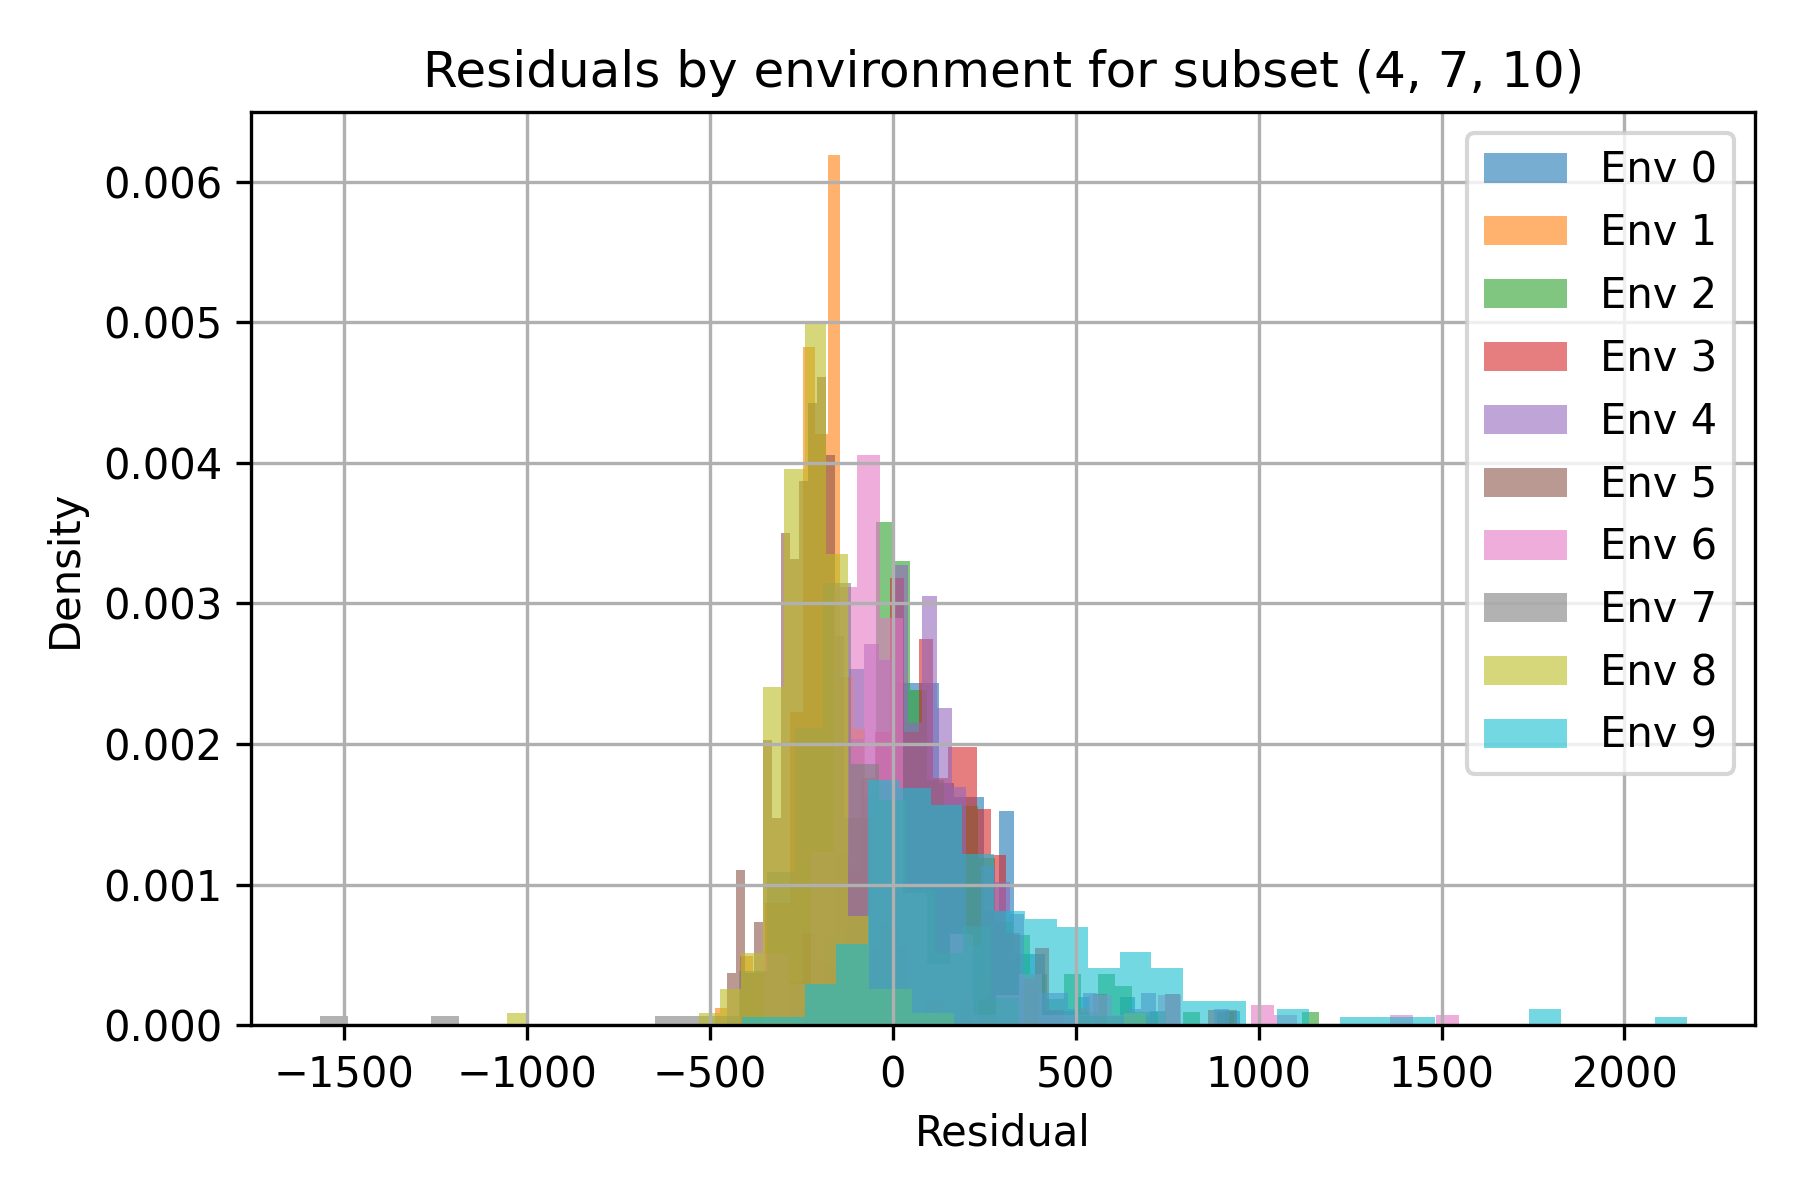 Residuals by environment for subset (4, 7, 10)
0.006
0.005
0.004
0.003
0.002
0.001
0.000
Density
−1500
−1000
−500
0
500
1000
1500
2000
Residual
Env 0
Env 1
Env 2
Env 3
Env 4
Env 5
Env 6
Env 7
Env 8
Env 9